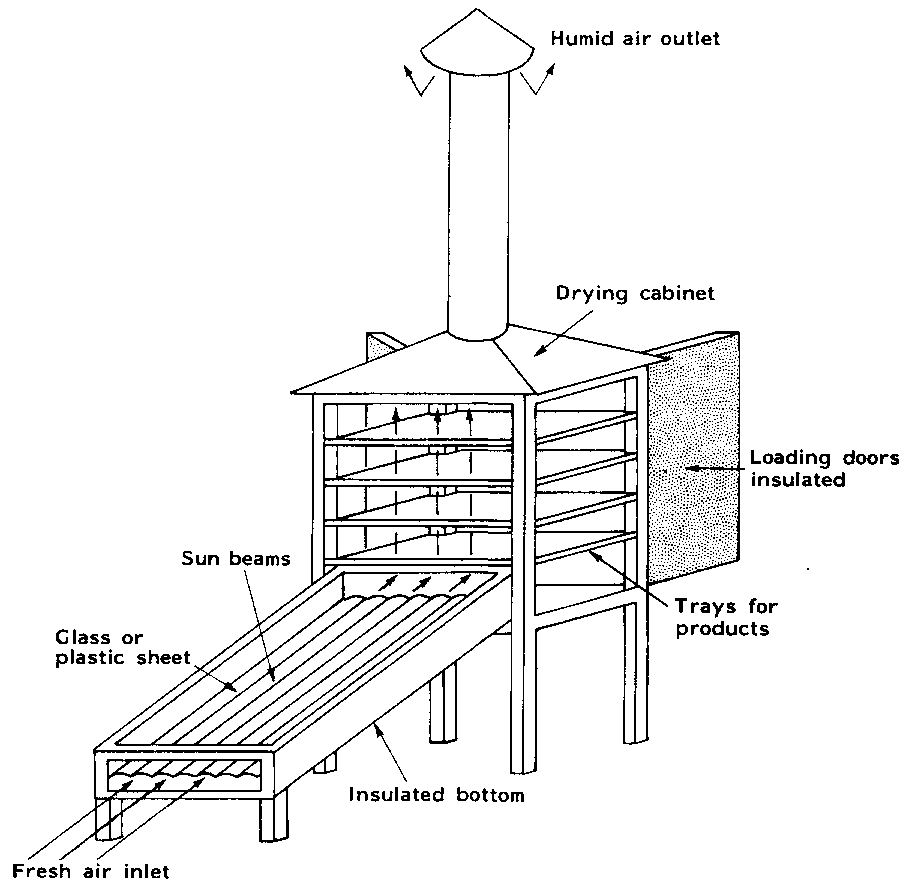 Humid air outlet
Drying cabinet
Loading doors
insulated
Sun beams
Trays for
products
Glass or
plastic sheet
Insulated bottom
Fresh air inlet